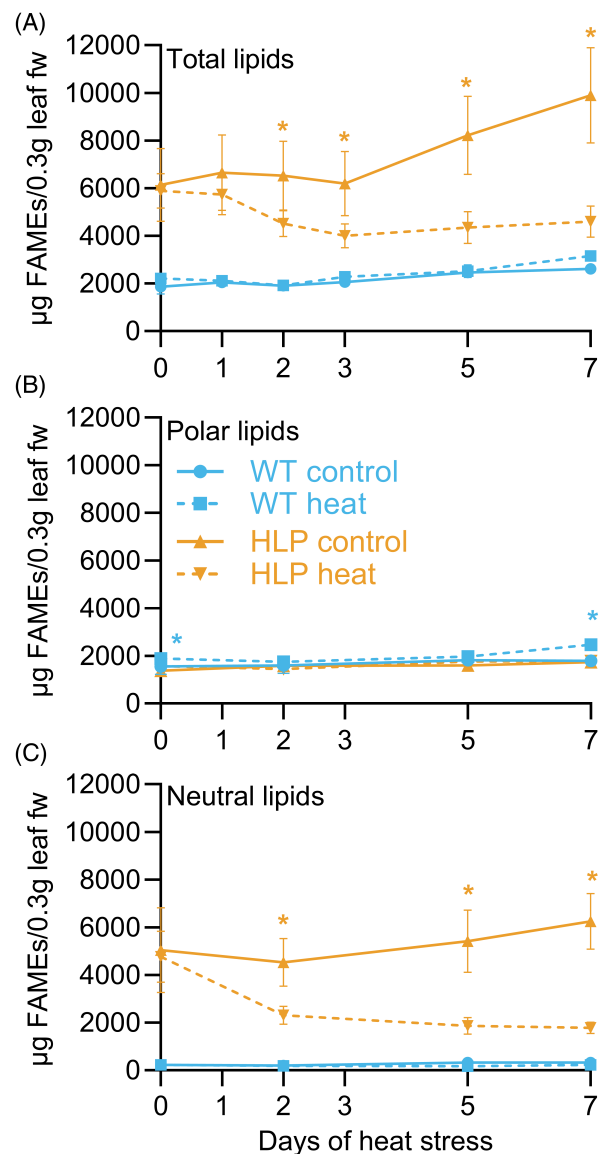 (A)
Total lipids
12000
10000
8000
6000
4000
2000
0
µg FAMEs/0.3g leaf fw
* * * *
0 1 2 3 5 7
(B)
Polar lipids
12000
10000
8000
6000
4000
2000
0
µg FAMEs/0.3g leaf fw
WT control
WT heat
HLP control
HLP heat
* *
0 1 2 3 5 7
(C)
Neutral lipids
12000
10000
8000
6000
4000
2000
0
µg FAMEs/0.3g leaf fw
* * *
0 1 2 3 5 7
Days of heat stress